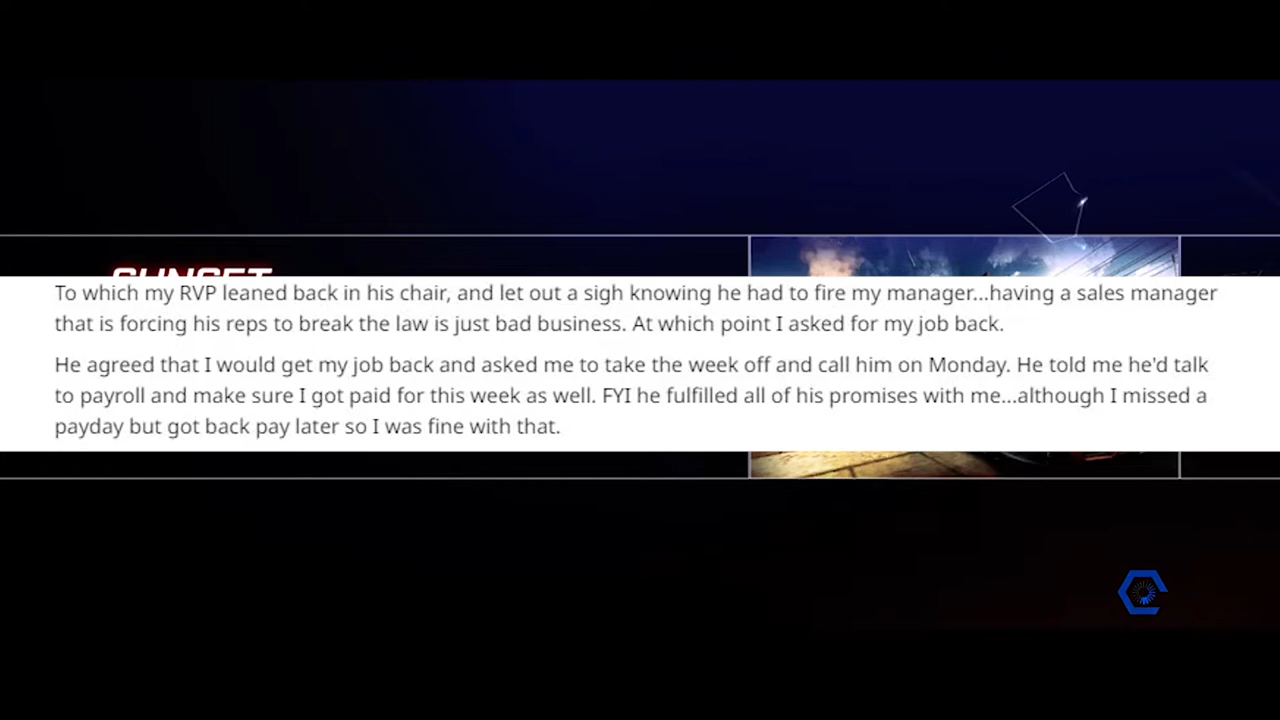 SUNSET
To which my RVP leaned back in his chair, and let out a sigh knowing he had to fire my manager...having a sales manager
that is forcing his reps to break the law is just bad business. At which point I asked for my job back.
He agreed that I would get my job back and asked me to take the week off and call him on Monday. He told me he'd talk
to payroll and make sure I got paid for this week as well. FYI he fulfilled all of his promises with me...although I missed a
payday but got back pay later so I was fine with that.